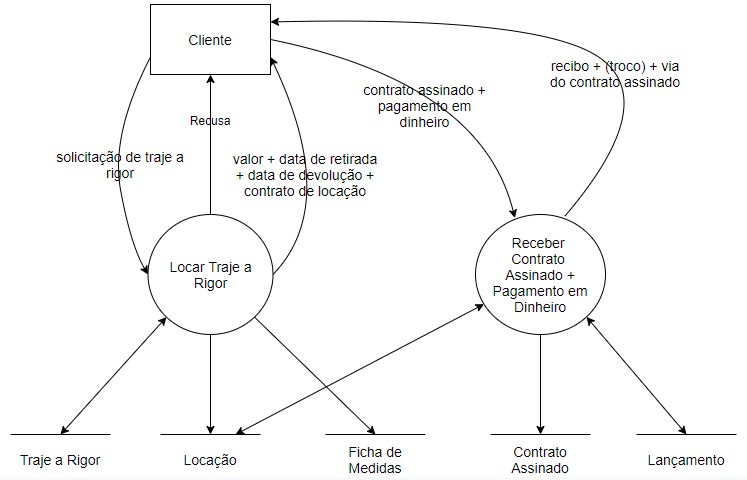 Cliente
recibo + (troco) + via
do contrato assinado
contrato assinado +
pagamento em
dinheiro
Recusa
solicitação de traje a
rigor
valor + data de retirada
+ data de devolução +
contrato de locação
Locar Traje a
Rigor
Receber
Contrato
Assinado +
Pagamento em
Dinheiro
Traje a Rigor
Locação
Ficha de
Medidas
Contrato
Assinado
Lançamento